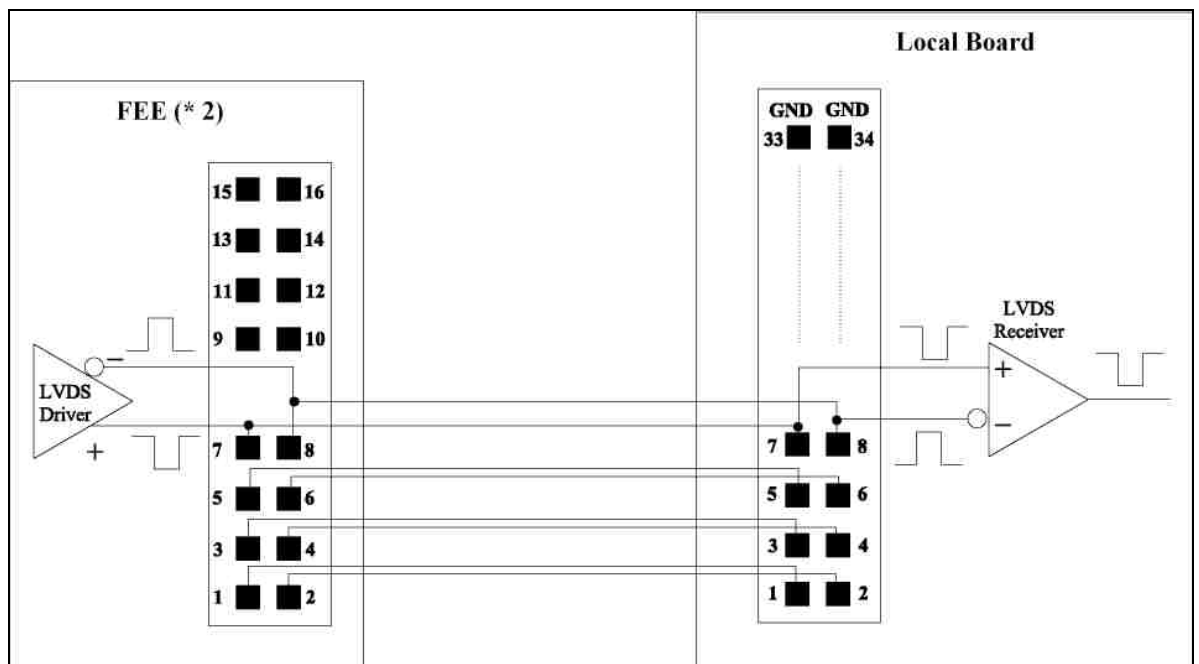 Local Board
FEE (* 2)
GND GND
33 34
15 16
13 14
11 12
9 10
LVDS
Driver
−
+
7 8
5 6
3 4
1 2
LVDS
Receiver
+
−
7 8
5 6
3 4
1 2